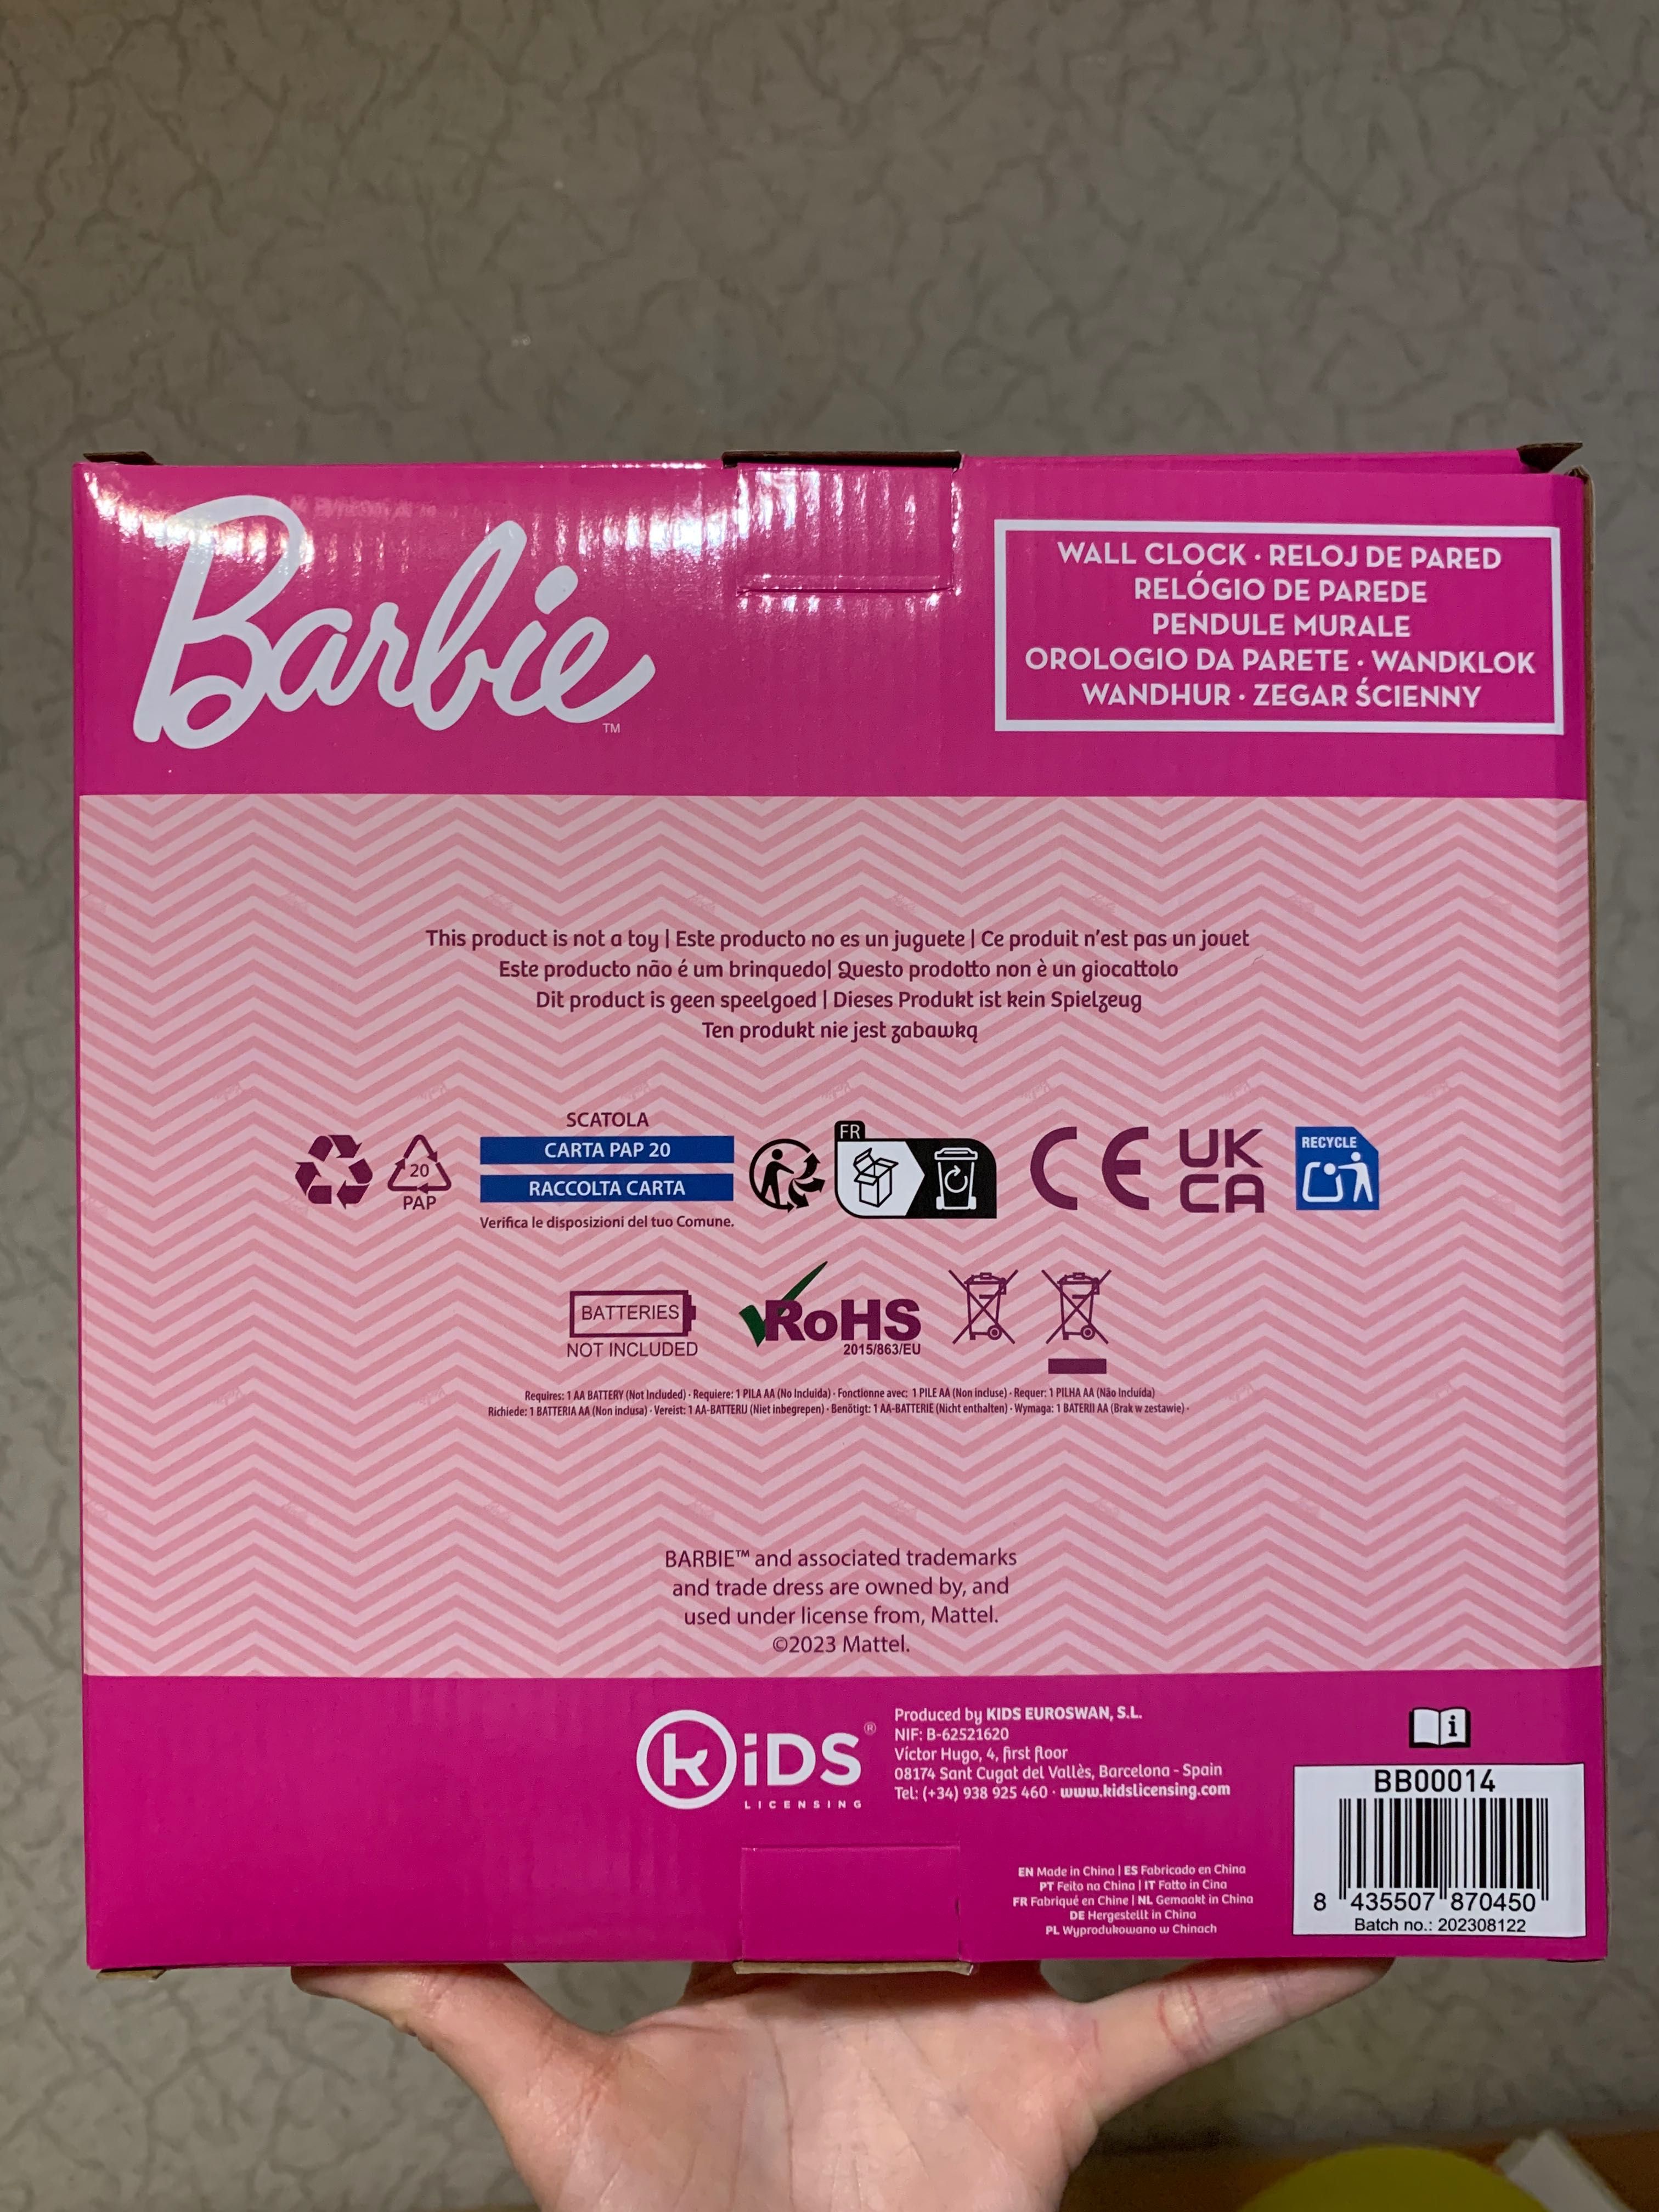 Barbie
TM
WALL CLOCK · RELOJ DE PARED
RELÓGIO DE PAREDE
PENDULE MURALE
OROLOGIO DA PARETE · WANDKLOK
WANDHUR · ZEGAR ŚCIENNY
This product is not a toy | Este producto no es un juguete | Ce produit n'est pas un jouet
Este producto não é um brinquedo| Questo prodotto non è un giocattolo
Dit product is geen speelgoed | Dieses Produkt ist kein Spielzeug
Ten produkt nie jest zabawką
20
PAP
SCATOLA
CARTA PAP 20
RACCOLTA CARTA
Verifica le disposizioni del tuo Comune.
FR
CE
UK
CA
RECYCLE
BATTERIES
NOT INCLUDED
RoHS
2015/863/EU
Requires: 1 AA BATTERY (Not Included) · Requiere: 1 PILA AA (No Incluida) · Fonctionne avec: 1 PILE AA (Non incluse) · Requer: 1 PILHA AA (Não Incluída)
Richiede: 1 BATTERIA AA (Non inclusa) · Vereist: 1 AA-BATTERIJ (Niet inbegrepen) · Benötigt: 1 AA-BATTERIE (Nicht enthalten) · Wymaga: 1 BATERII AA (Brak w zestawie) ·
BARBIE™ and associated trademarks
and trade dress are owned by, and
used under license from, Mattel.
©2023 Mattel.
KiDS®
LICENSING
Produced by KIDS EUROSWAN, S.L.
NIF: B-62521620
Víctor Hugo, 4, first floor
08174 Sant Cugat del Vallès, Barcelona - Spain
Tel: (+34) 938 925 460 · www.kidslicensing.com
EN Made in China | ES Fabricado en China
PT Feito na China | IT Fatto in Cina
FR Fabriqué en Chine | NL Gemaakt in China
DE Hergestellt in China
PL Wyprodukowano w Chinach
i
BB00014
8 435507 870450
Batch no.: 202308122